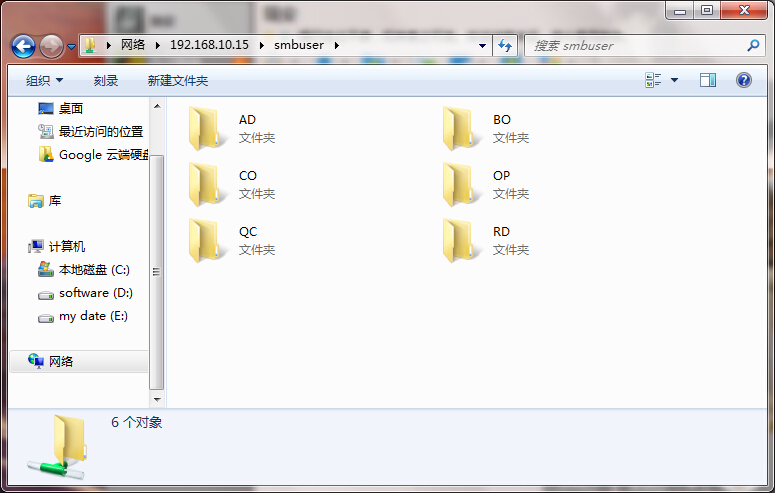 网络 192.168.10.15 smbuser
搜索 smbuser
组织 刻录 新建文件夹
桌面
最近访问的位置
Google 云端硬盘
库
计算机
本地磁盘 (C:)
software (D:)
my date (E:)
网络
AD
文件夹
BO
文件夹
CO
文件夹
OP
文件夹
QC
文件夹
RD
文件夹
6 个对象